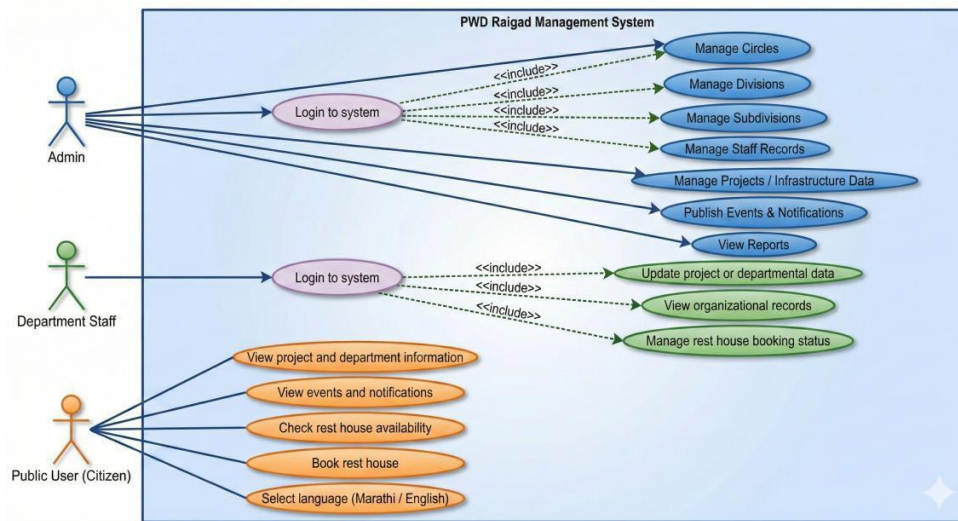 PWD Raigad Management System
Manage Circles
<<include>>
Manage Divisions
<<include>>
Login to system
<<include>>
Manage Subdivisions
<<include>>
Manage Staff Records
Admin
Manage Projects / Infrastructure Data
Publish Events & Notifications
View Reports
<<include>>
Update project or departmental data
Login to system
<<include>>
View organizational records
<<include>>
Manage rest house booking status
Department Staff
View project and department information
View events and notifications
Check rest house availability
Book rest house
Public User (Citizen)
Select language (Marathi / English)